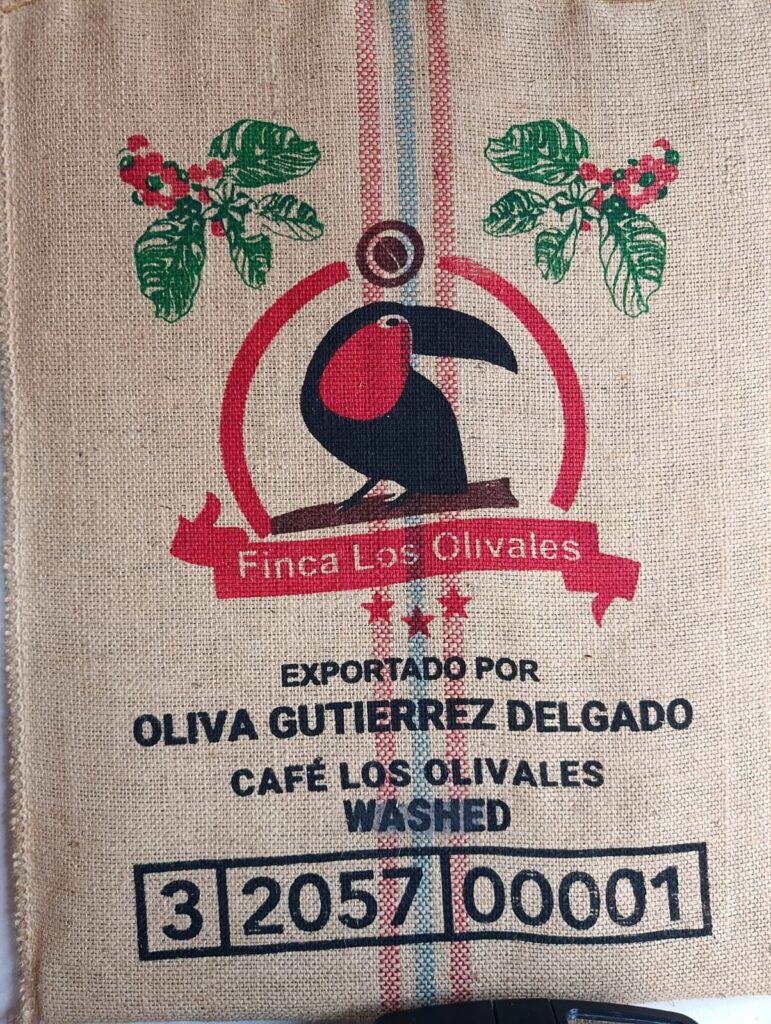 Finca Los Olivales
EXPORTADO POR
OLIVA GUTIERREZ DELGADO
CAFÉ LOS OLIVALES
WASHED
3 2057 00001